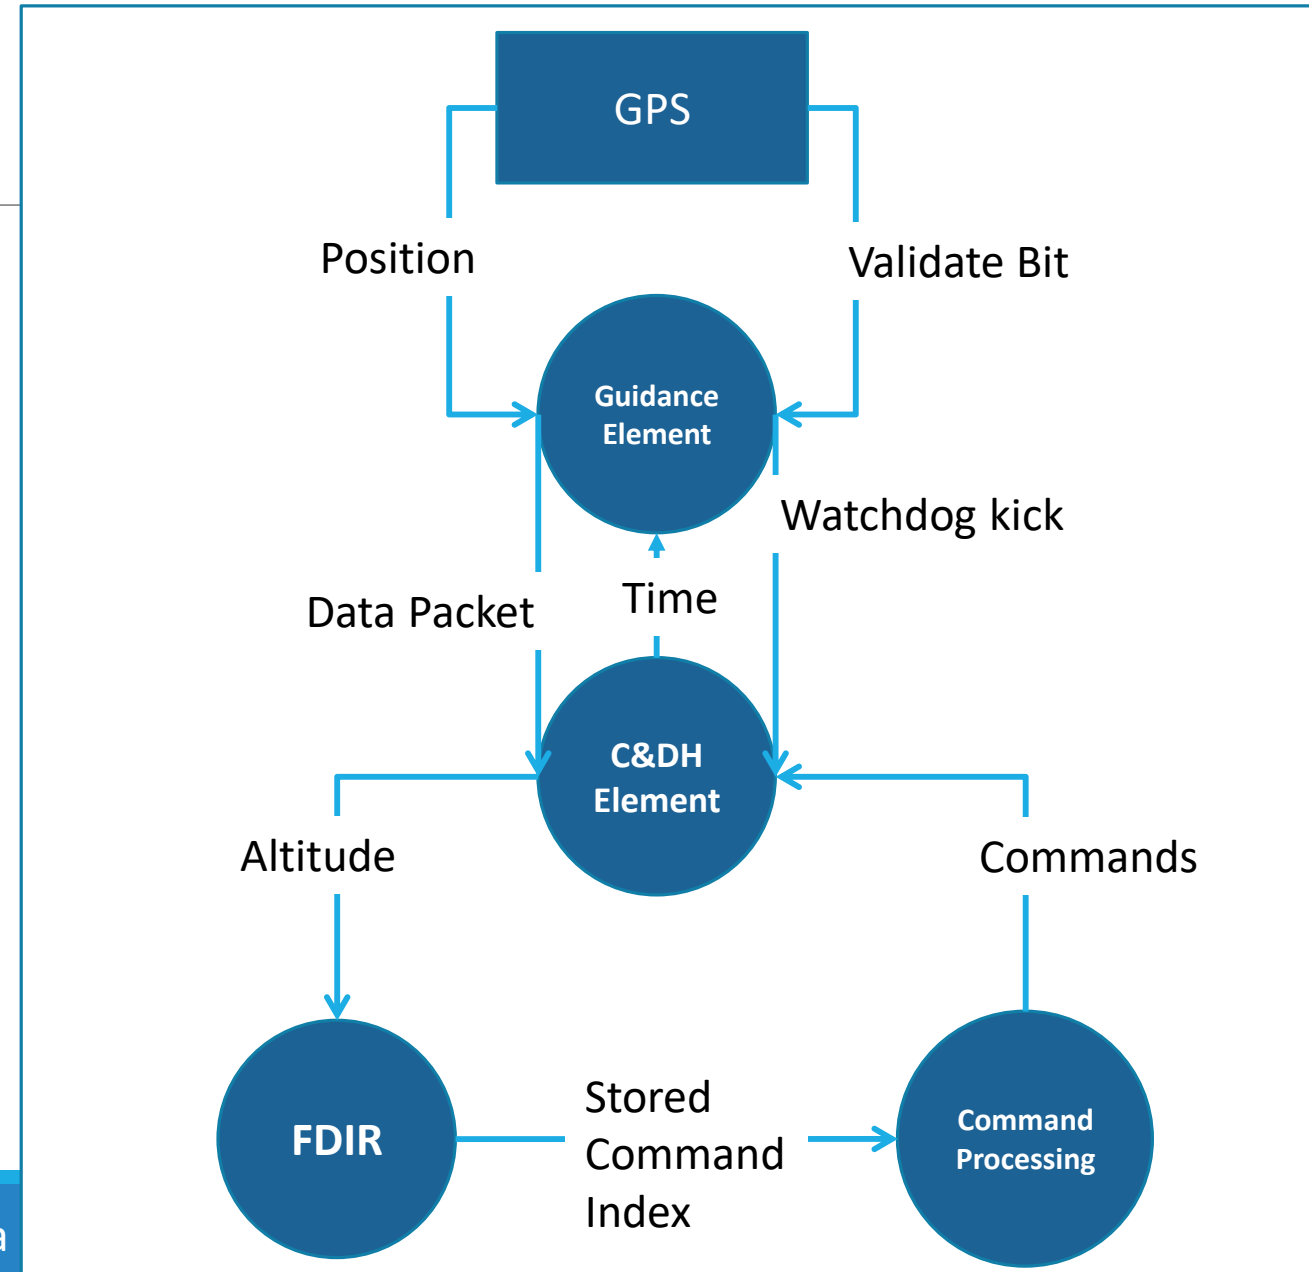 GPS
Position
Validate Bit
Guidance
Element
Watchdog kick
Time
Data Packet
C&DH
Element
Altitude
Commands
FDIR
Stored
Command
Index
Command
Processing
a